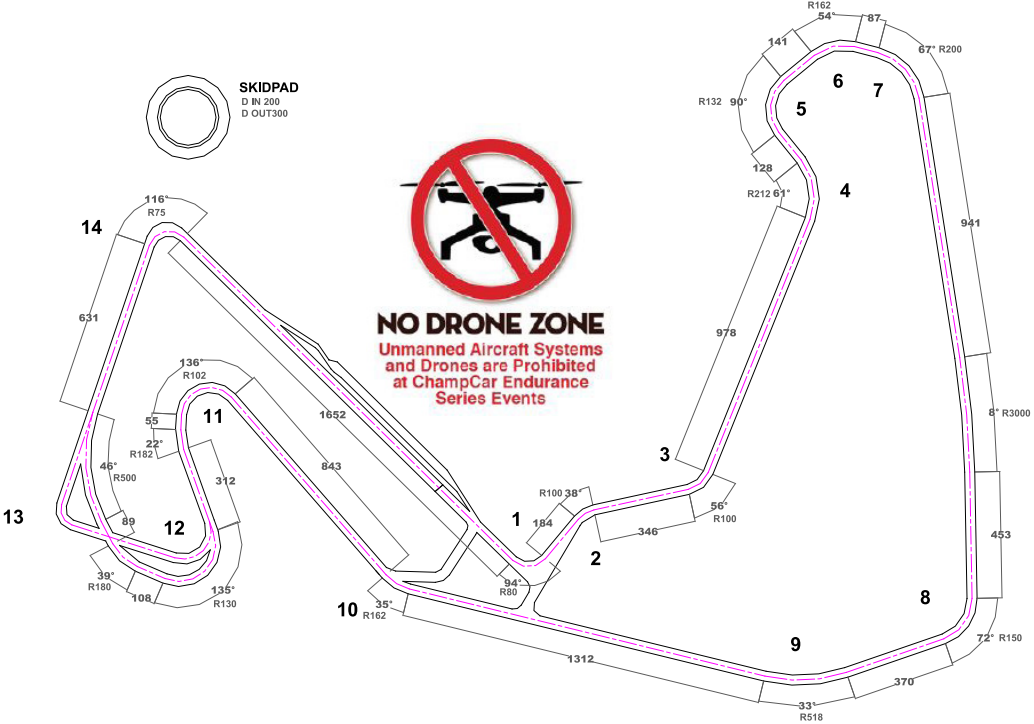 R162
54°
87
141
67° R200
6
7
SKIDPAD
D IN 200
D OUT300
R132 90°
5
128
R212 61°
4
116°
R75
14
941
NO DRONE ZONE
Unmanned Aircraft Systems
and Drones are Prohibited
at ChampCar Endurance
Series Events
631
978
136°
R102
55
11
1652
8° R3000
22°
R182
46°
R500
843
3
312
R100 38°
56°
R100
13
89
12
1
184
346
453
2
39°
R180
108
135°
R130
94°
R80
10
35°
R162
8
72° R150
9
1312
370
33°
R518